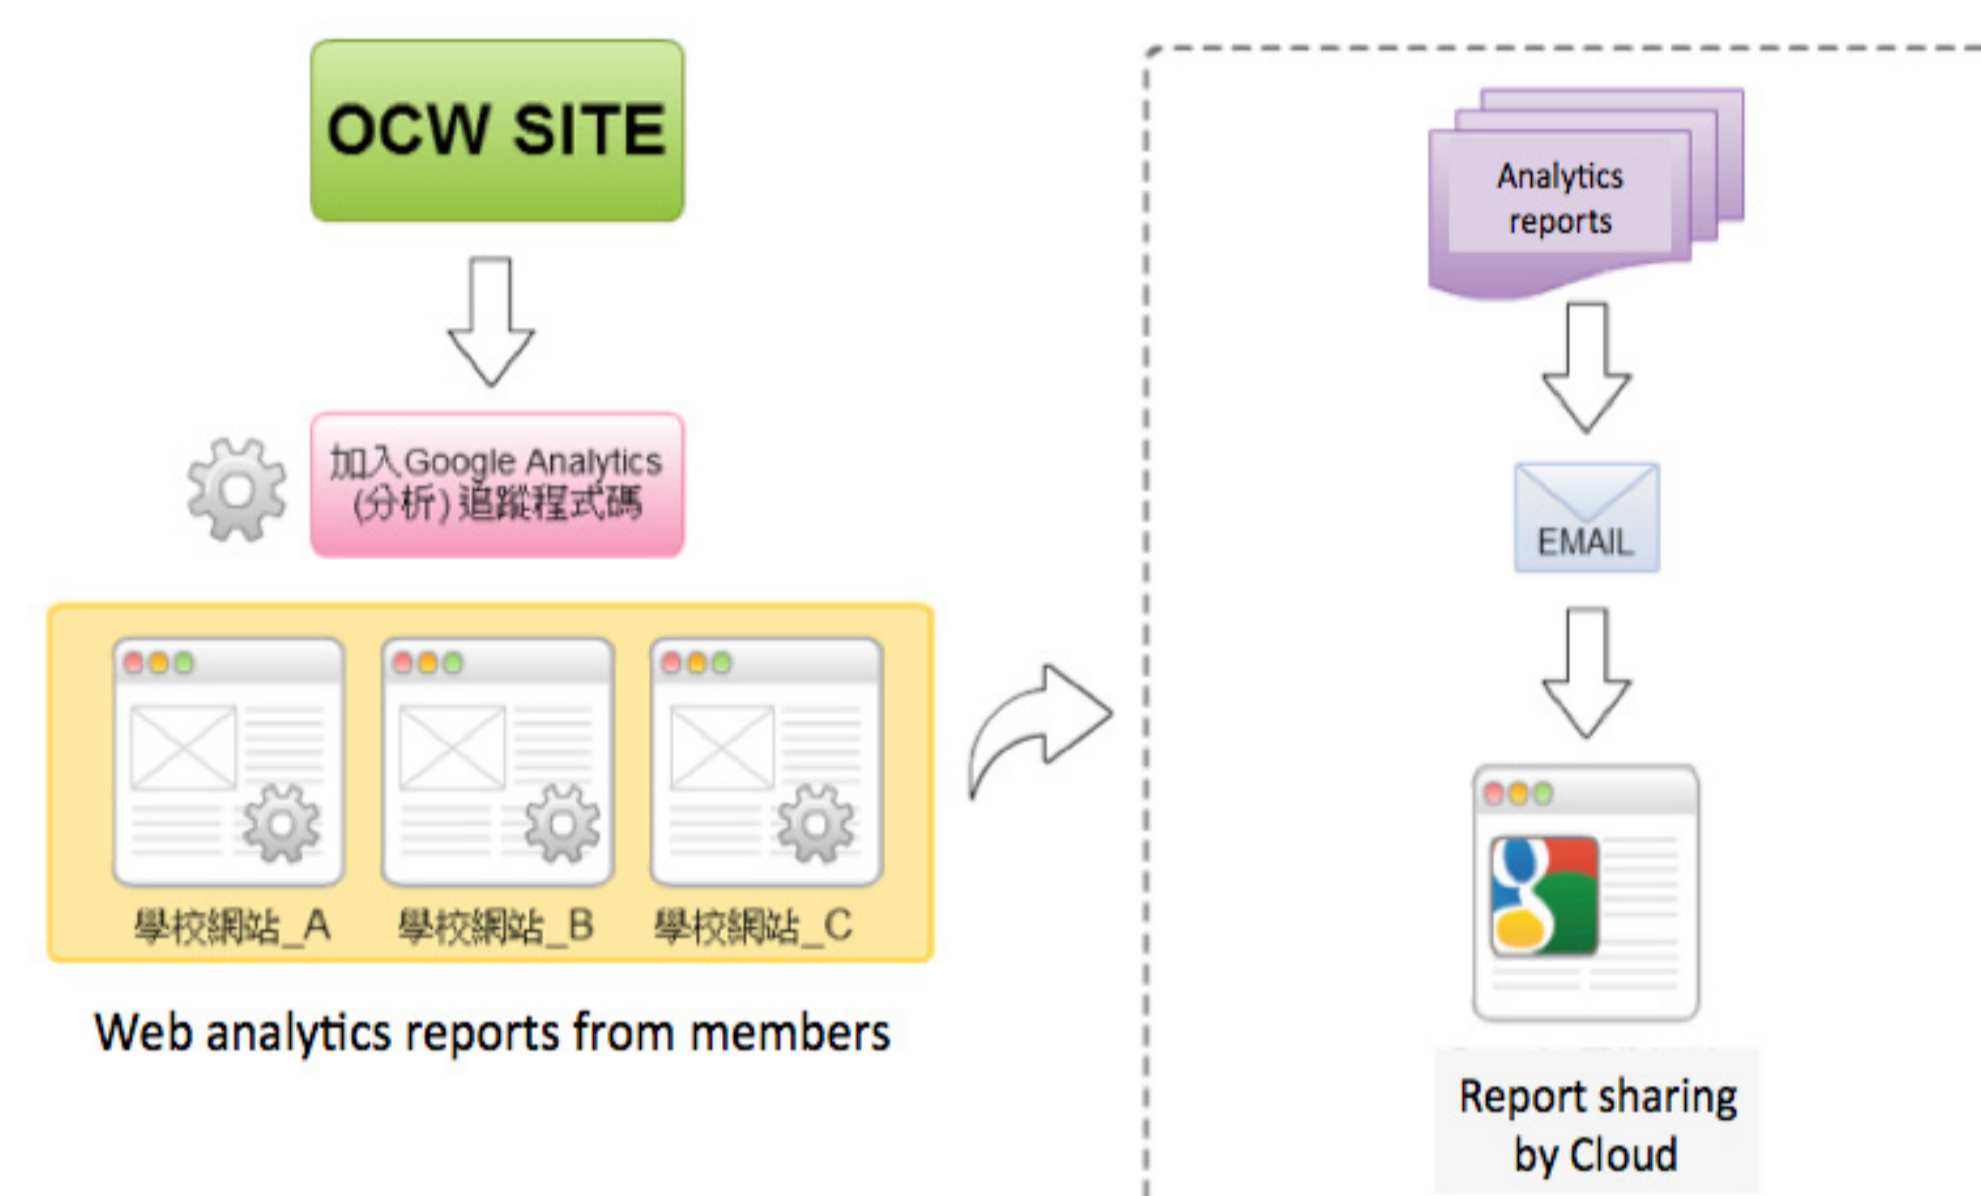 OCW SITE
加入Google Analytics
(分析) 追蹤程式碼
學校網站_A
學校網站_B
學校網站_C
Web analytics reports from members
Analytics
reports
EMAIL
Report sharing
by Cloud